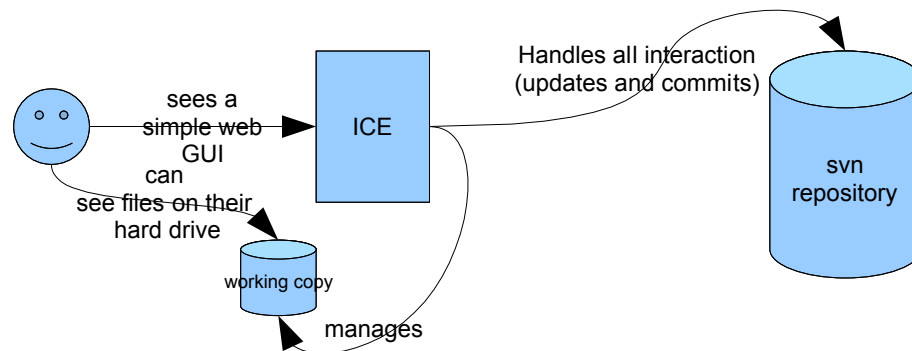 Handles all interaction
(updates and commits)
sees a
simple web
GUI
ICE
can
see files on their
hard drive
svn
repository
working copy
manages